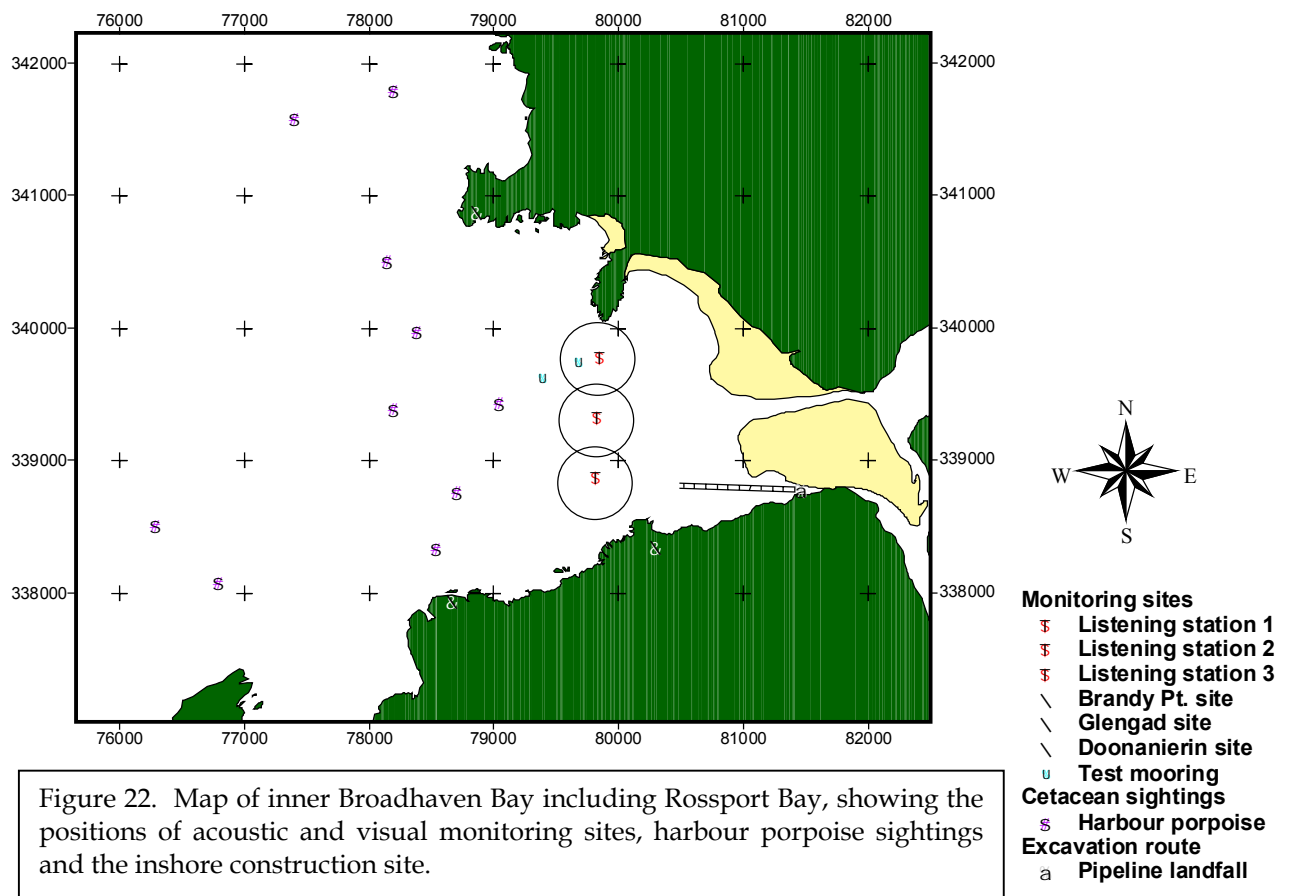 76000 77000 78000 79000 80000 81000 82000
342000 342000
341000 341000
340000 340000
339000 339000
338000 338000
76000 77000 78000 79000 80000 81000 82000
N
W E
S
Monitoring sites
Listening station 1
Listening station 2
Listening station 3
Brandy Pt. site
Glengad site
Doonanierin site
u Test mooring
Cetacean sightings
Harbour porpoise
Excavation route
a Pipeline landfall
Figure 22. Map of inner Broadhaven Bay including Rossport Bay, showing the
positions of acoustic and visual monitoring sites, harbour porpoise sightings
and the inshore construction site.